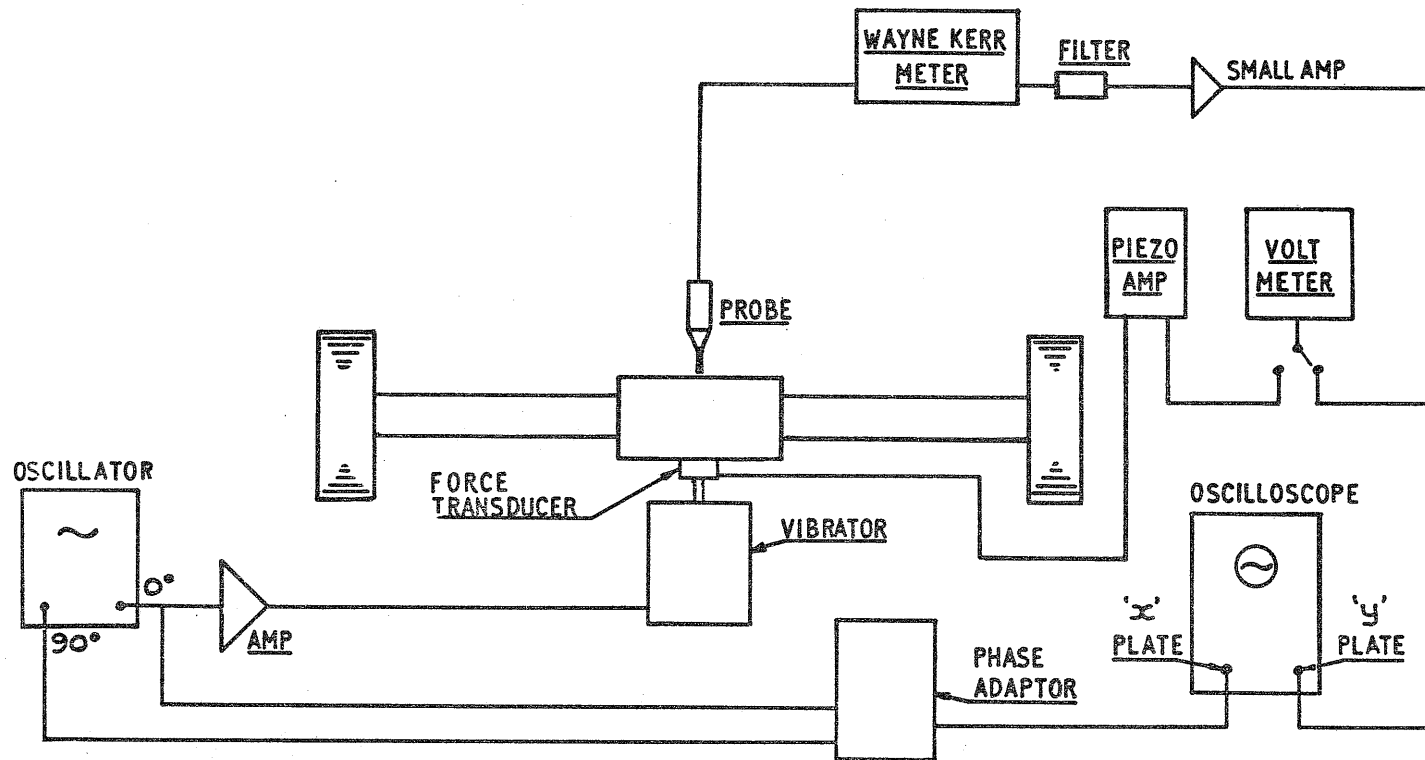 WAYNE KERR
METER
FILTER
SMALL AMP
PIEZO
AMP
VOLT
METER
PROBE
OSCILLATOR
~
0°
90°
AMP
FORCE
TRANSDUCER
VIBRATOR
PHASE
ADAPTOR
OSCILLOSCOPE
~
'x'
PLATE
'y'
PLATE